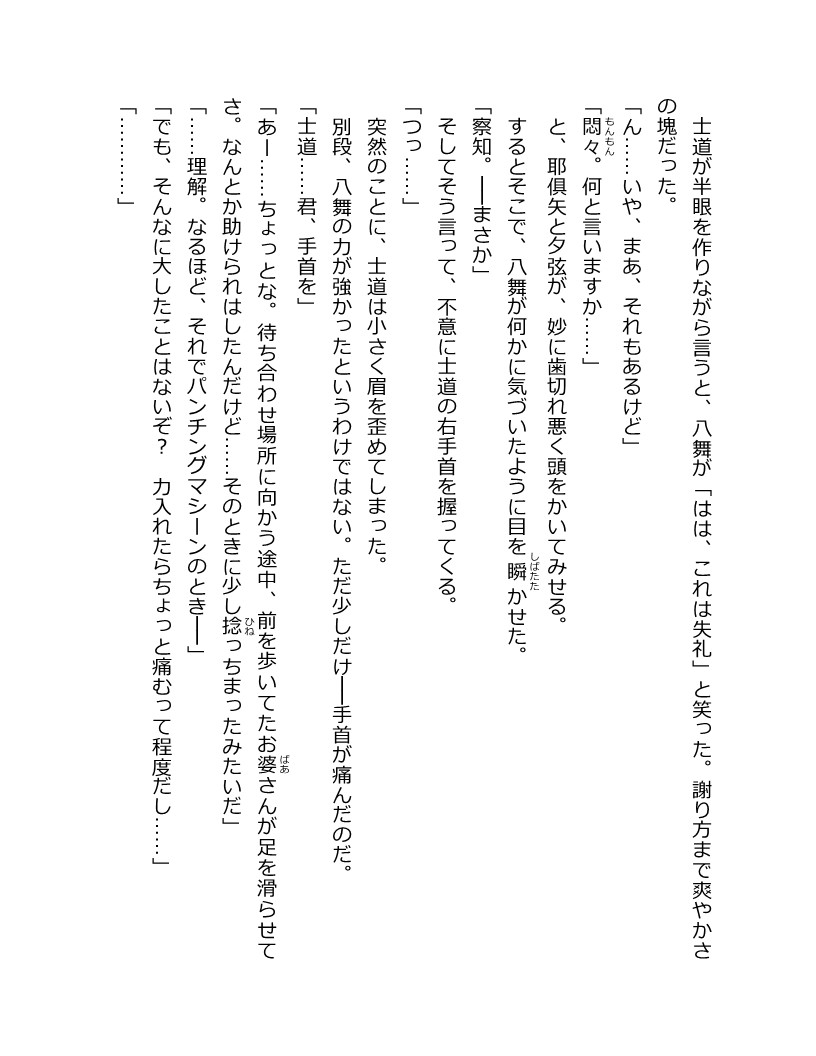 士道が半眼を作りながら言うと、八舞が「はは、これは失礼」と笑った。謝り方まで爽やかさ
の塊だった。
「ん……いや、まあ、それもあるけど」
「悶々。何と言いますか……」
と、耶倶矢と夕弦が、妙に歯切れ悪く頭をかいてみせる。
するとそこで、八舞が何かに気づいたように目を瞬かせた。
「察知。――まさか」
そしてそう言って、不意に士道の右手首を握ってくる。
「つっ……」
突然のことに、士道は小さく眉を歪めてしまった。
別段、八舞の力が強かったというわけではない。ただ少しだけ――手首が痛んだのだ。
「士道……君、手首を」
「あー……ちょっとな。待ち合わせ場所に向かう途中、前を歩いてたお婆さんが足を滑らせて
さ。なんとか助けられはしたんだけど……そのときに少し捻っちまったみたいだ」
「……理解。なるほど、それでパンチングマシーンのとき――」
「でも、そんなに大したことはないぞ？　力入れたらちょっと痛むって程度だし……」
「…………」